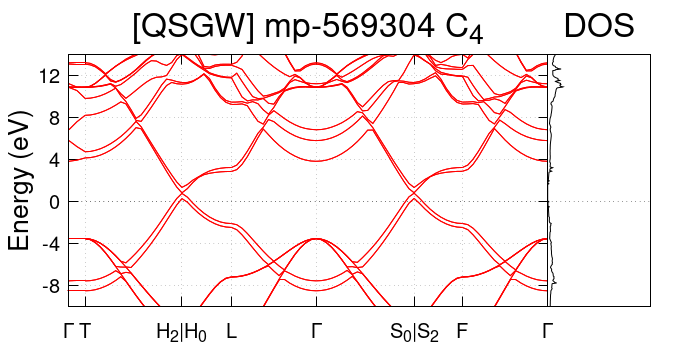 [QSGW] mp-569304 C₄ DOS
Energy (eV)
12
8
4
0
-4
-8
Γ T H₂|H₀ L Γ S₀|S₂ F Γ